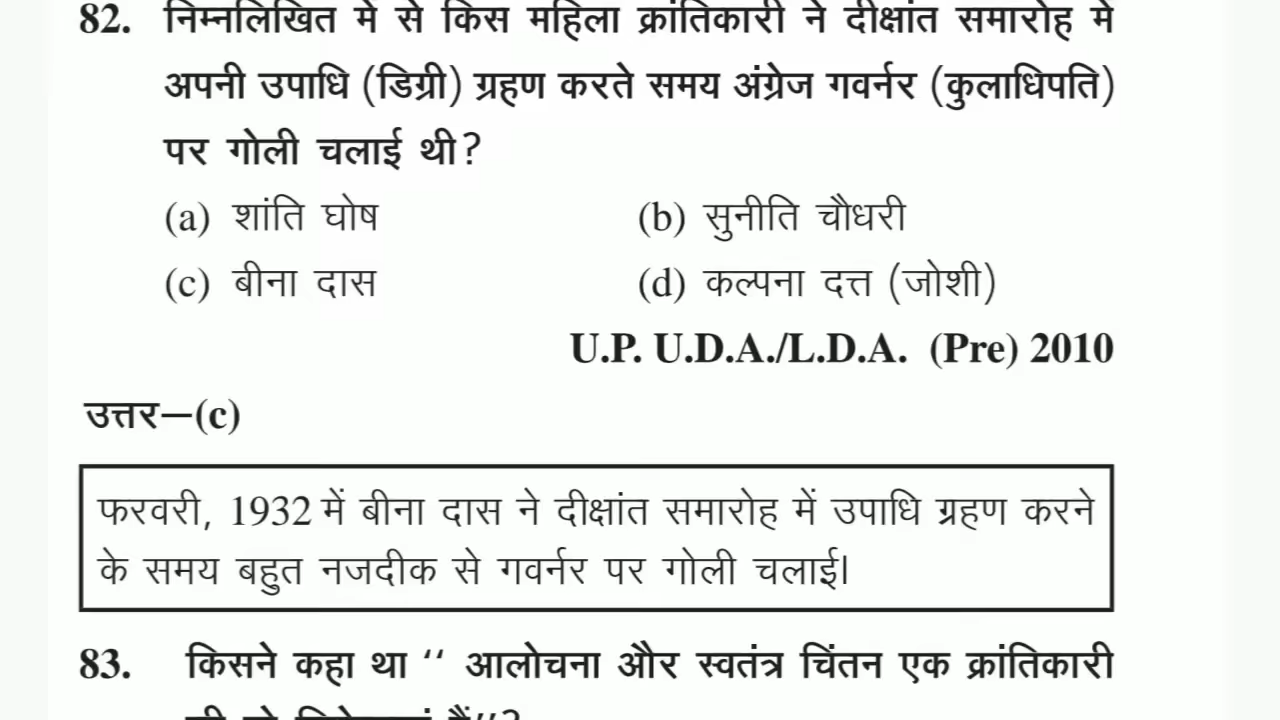 82. निम्नलिखित में से किस महिला क्रांतिकारी ने दीक्षांत समारोह में
अपनी उपाधि (डिग्री) ग्रहण करते समय अंग्रेज गवर्नर (कुलाधिपति)
पर गोली चलाई थी?
(a) शांति घोष (b) सुनीति चौधरी
(c) बीना दास (d) कल्पना दत्त (जोशी)
U.P. U.D.A./L.D.A. (Pre) 2010
उत्तर—(c)
फरवरी, 1932 में बीना दास ने दीक्षांत समारोह में उपाधि ग्रहण करने
के समय बहुत नजदीक से गवर्नर पर गोली चलाई।
83. किसने कहा था ‘‘ आलोचना और स्वतंत्र चिंतन एक क्रांतिकारी